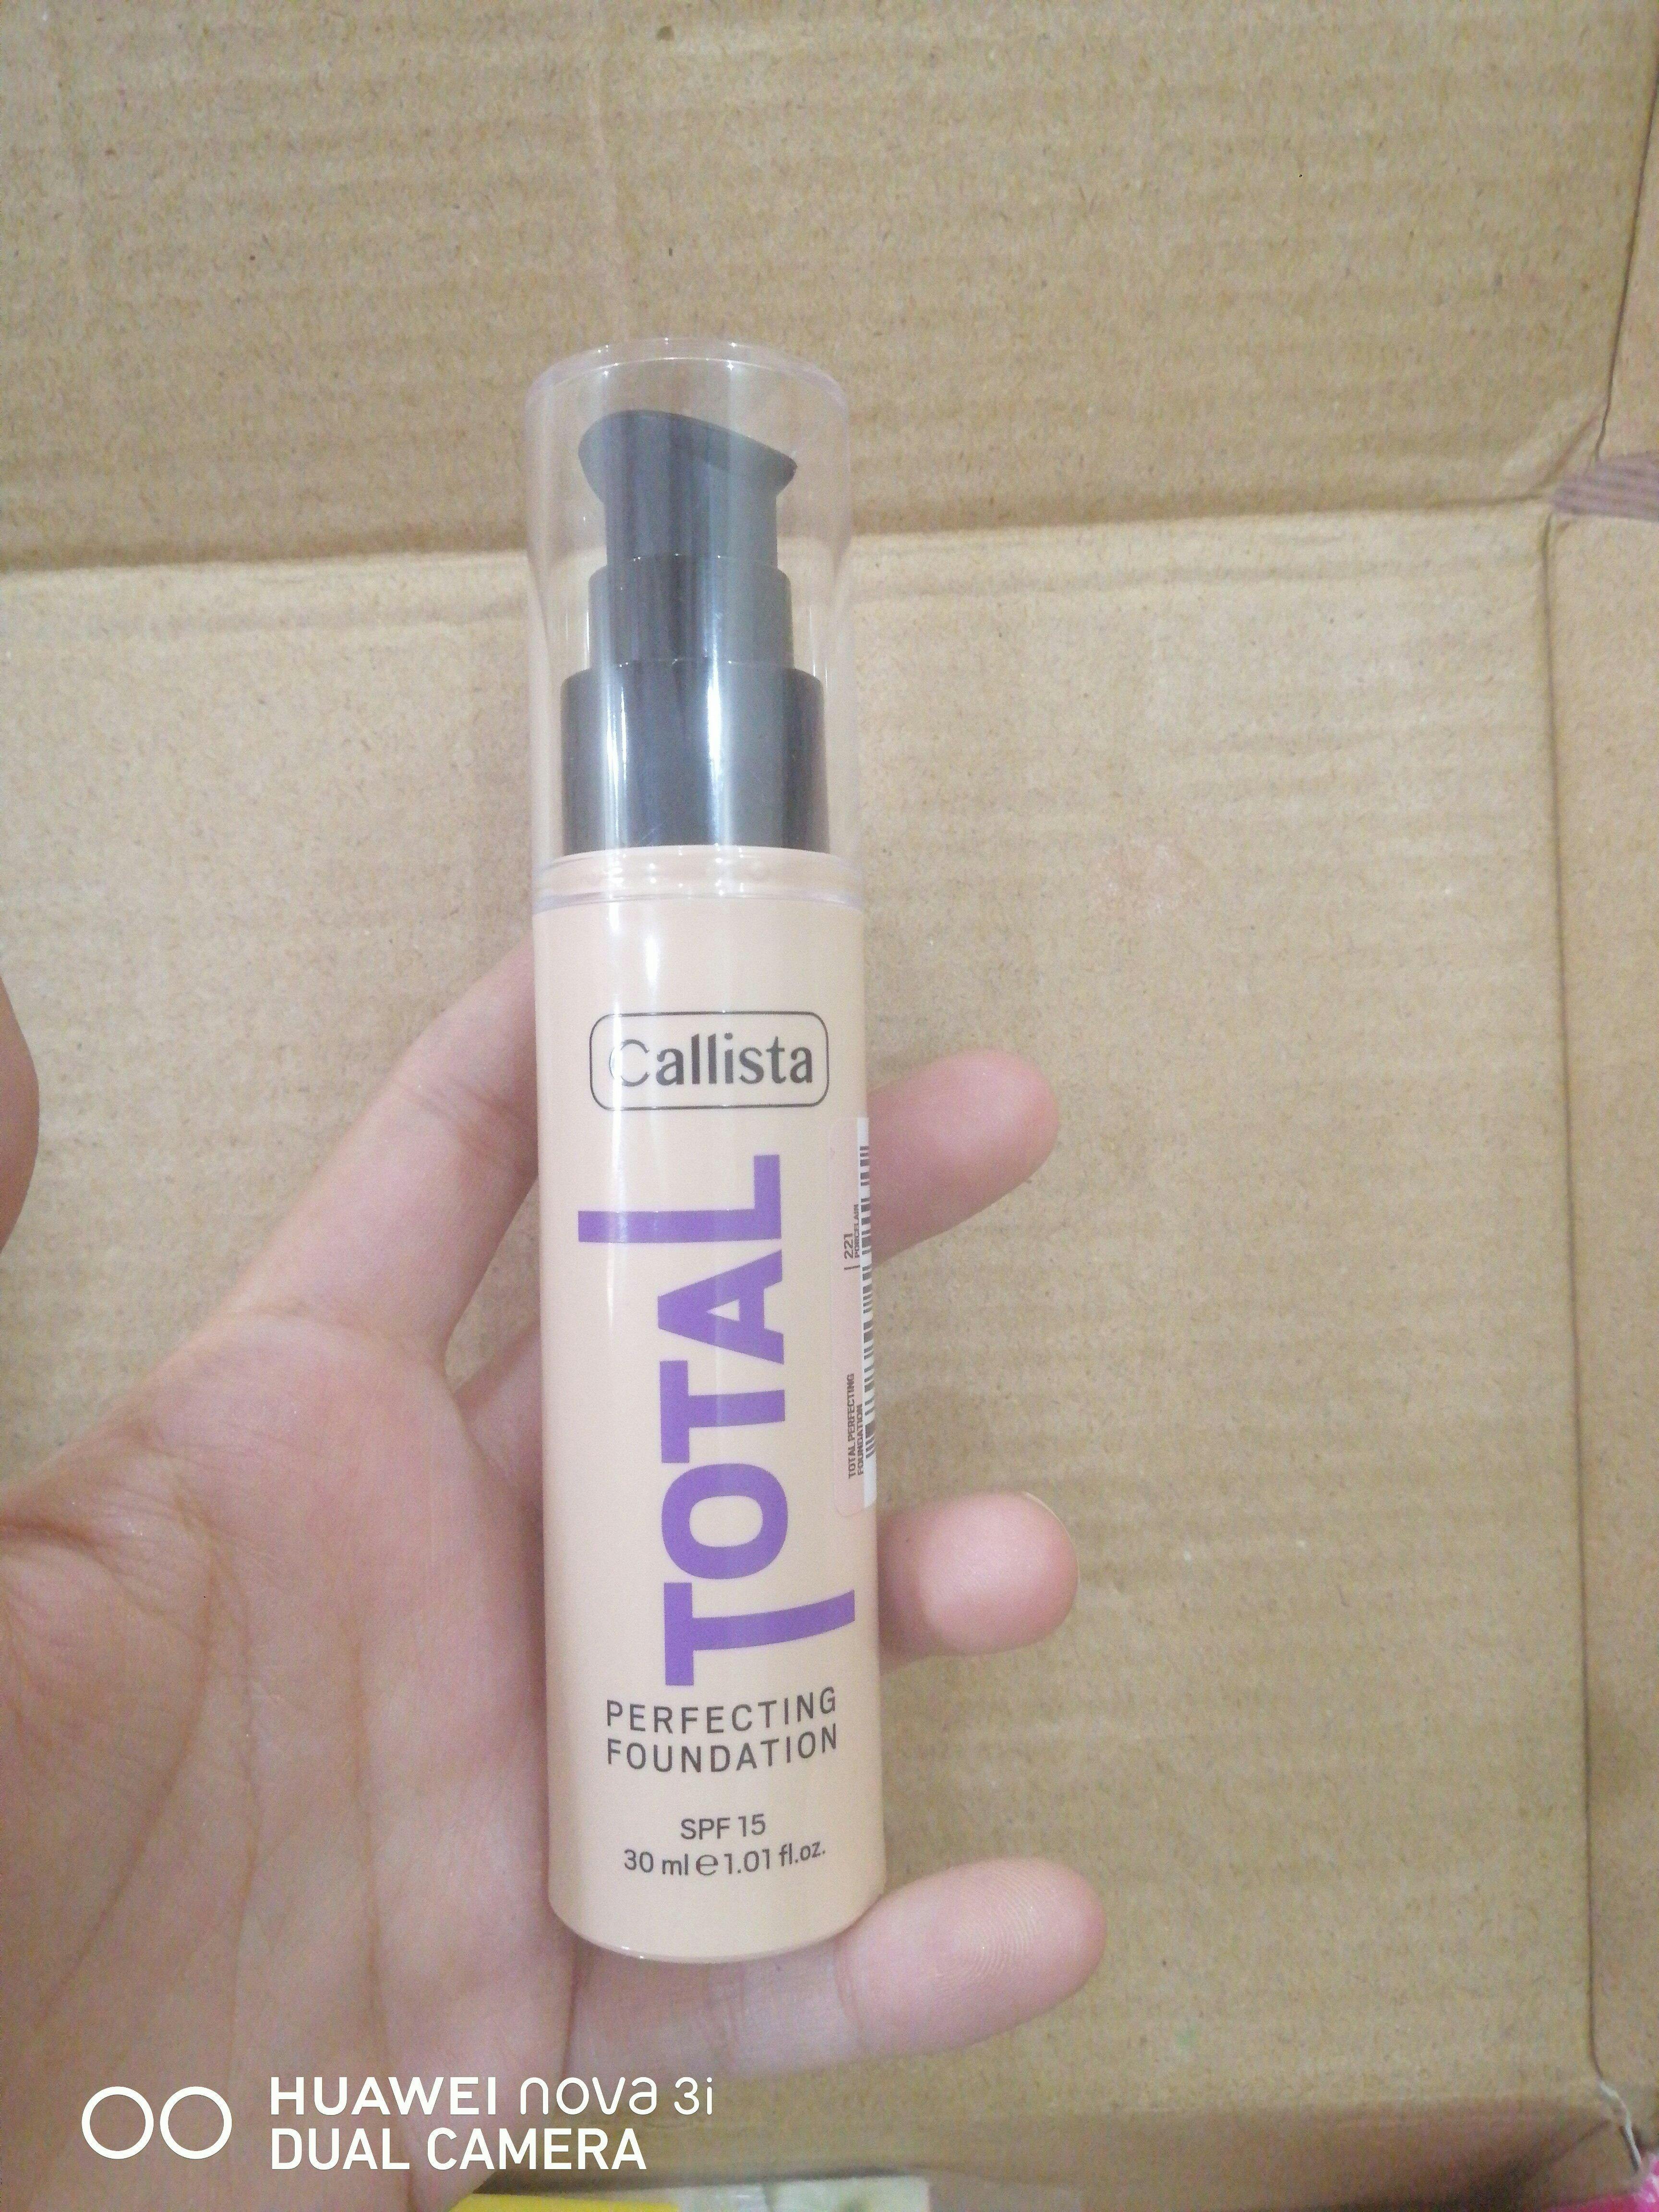 Callista
TOTAL
PERFECTING
FOUNDATION
SPF 15
30 ml e 1.01 fl.oz.
TOTAL PERFECTING
FOUNDATION
| 221
PORCELAIN
HUAWEI nova 3i
DUAL CAMERA